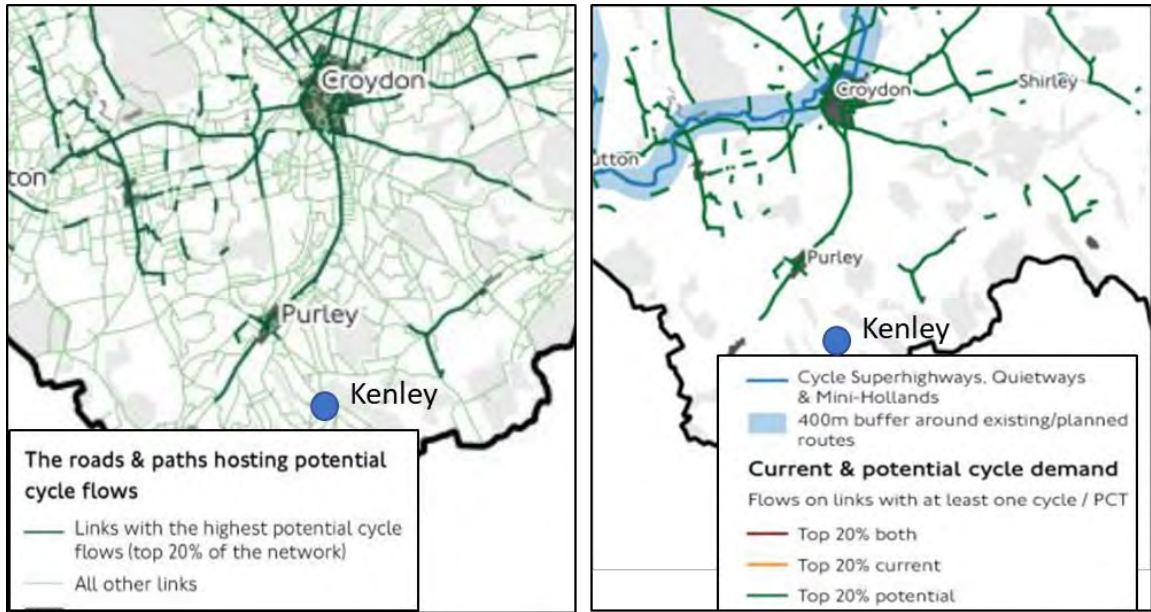 Croydon
ton
Purley
Kenley
The roads & paths hosting potential
cycle flows
Links with the highest potential cycle
flows (top 20% of the network)
All other links
Croydon
Shirley
utton
Purley
Kenley
Cycle Superhighways, Quietways
& Mini-Hollands
400m buffer around existing/planned
routes
Current & potential cycle demand
Flows on links with at least one cycle / PCT
Top 20% both
Top 20% current
Top 20% potential